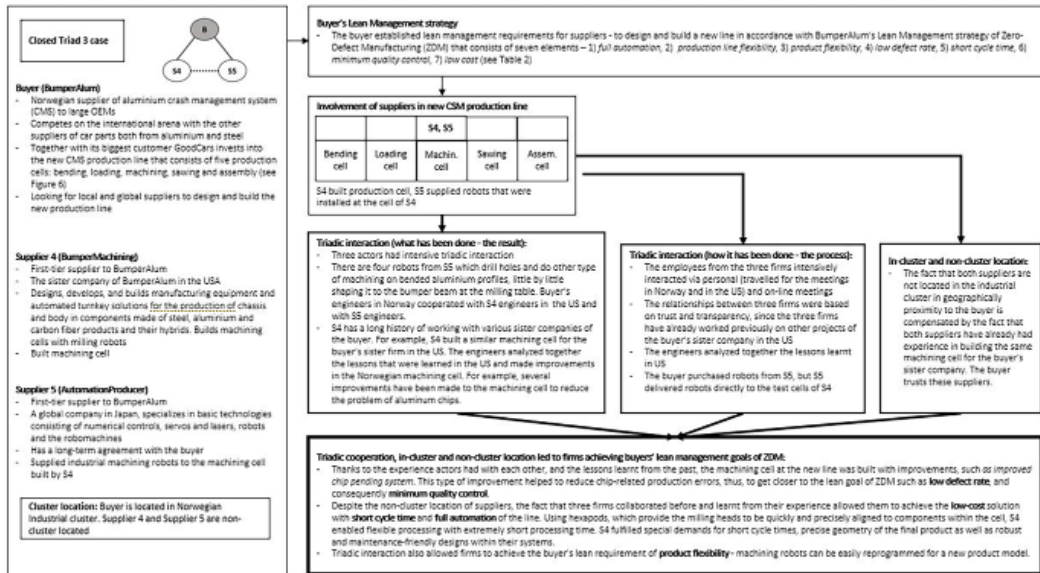 Closed Triad 3 case
B
S4
S5
Buyer (BumperAlum)
- Norwegian supplier of aluminium crash management system
(CMS) to large OEMs
- Competes on the international arena with the other
suppliers of car parts both from aluminium and steel
- Together with its biggest customer GoodCars invests into
the new CMS production line that consists of five production
cells: bending, loading, machining, sawing and assembly (see
Figure 6)
- Looking for local and global suppliers to design and build the
new production line
Supplier 4 (BumperMachining)
- First-tier supplier to BumperAlum
- The sister company of BumperAlum in the USA
- Designs, develops, and builds manufacturing equipment and
automated turnkey solutions for the production of chassis
and body in components made of steel, aluminium and
carbon fiber products and their hybrids. Builds machining
cells with milling robots
- Built machining cell
Supplier 5 (AutomationProducer)
- First-tier supplier to BumperAlum
- A global company in Japan, specializes in basic technologies
consisting of numerical controls, servos and lasers, robots
and the robomachines
- Has a long-term agreement with the buyer
- Supplied industrial machining robots to the machining cell
built by S4
Cluster location: Buyer is located in Norwegian
Industrial cluster. Supplier 4 and Supplier 5 are non-
cluster located
Buyer's Lean Management strategy
- The buyer established lean management requirements for suppliers - to design and build a new line in accordance with BumperAlum's Lean Management strategy of Zero-
Defect Manufacturing (ZDM) that consists of seven elements – 1) full automation, 2) production line flexibility, 3) product flexibility, 4) low defect rate, 5) short cycle time, 6)
minimum quality control, 7) low cost (see Table 2)
Involvement of suppliers in new CSM production line
S4, S5
Bending cell
Loading cell
Machin. cell
Sawing cell
Assem. cell
S4 built production cell, S5 supplied robots that were
installed at the cell of S4
Triadic interaction (what has been done - the result):
- Three actors had intensive triadic interaction
- There are four robots from S5 which drill holes and do other type
of machining on bended aluminium profiles, little by little
shaping it to the bumper beam at the milling table. Buyer's
engineers in Norway cooperated with S4 engineers in the US and
with S5 engineers.
- S4 has a long history of working with various sister companies of
the buyer. For example, S4 built a similar machining cell for the
buyer's sister firm in the US. The engineers analyzed together
the lessons that were learned in the US and made improvements
in the Norwegian machining cell. For example, several
improvements have been made to the machining cell to reduce
the problem of aluminum chips.
Triadic interaction (how it has been done - the process):
- The employees from the three firms intensively
interacted via personal (travelled for the meetings
in Norway and in the US) and on-line meetings
- The relationships between three firms were based
on trust and transparency, since the three firms
have already worked previously on other projects of
the buyer's sister company in the US
- The engineers analyzed together the lessons learnt
in US
- The buyer purchased robots from S5, but S5
delivered robots directly to the test cells of S4
In-cluster and non-cluster location:
- The fact that both suppliers are
not located in the industrial
cluster in geographically
proximity to the buyer is
compensated by the fact that
both suppliers have already had
experience in building the same
machining cell for the buyer's
sister company. The buyer
trusts these suppliers.
Triadic cooperation, in-cluster and non-cluster location led to firms achieving buyers' lean management goals of ZDM:
- Thanks to the experience actors had with each other, and the lessons learnt from the past, the machining cell at the new line was built with improvements, such as improved
chip pending system. This type of improvement helped to reduce chip-related production errors, thus, to get closer to the lean goal of ZDM such as low defect rate, and
consequently minimum quality control.
- Despite the non-cluster location of suppliers, the fact that three firms collaborated before and learnt from their experience allowed them to achieve the low-cost solution
with short cycle time and full automation of the line. Using hexapods, which provide the milling heads to be quickly and precisely aligned to components within the cell, S4
enabled flexible processing with extremely short processing time. S4 fulfilled special demands for short cycle times, precise geometry of the final product as well as robust
and maintenance-friendly designs within their systems.
- Triadic interaction also allowed firms to achieve the buyer's lean requirement of product flexibility - machining robots can be easily reprogrammed for a new product model.